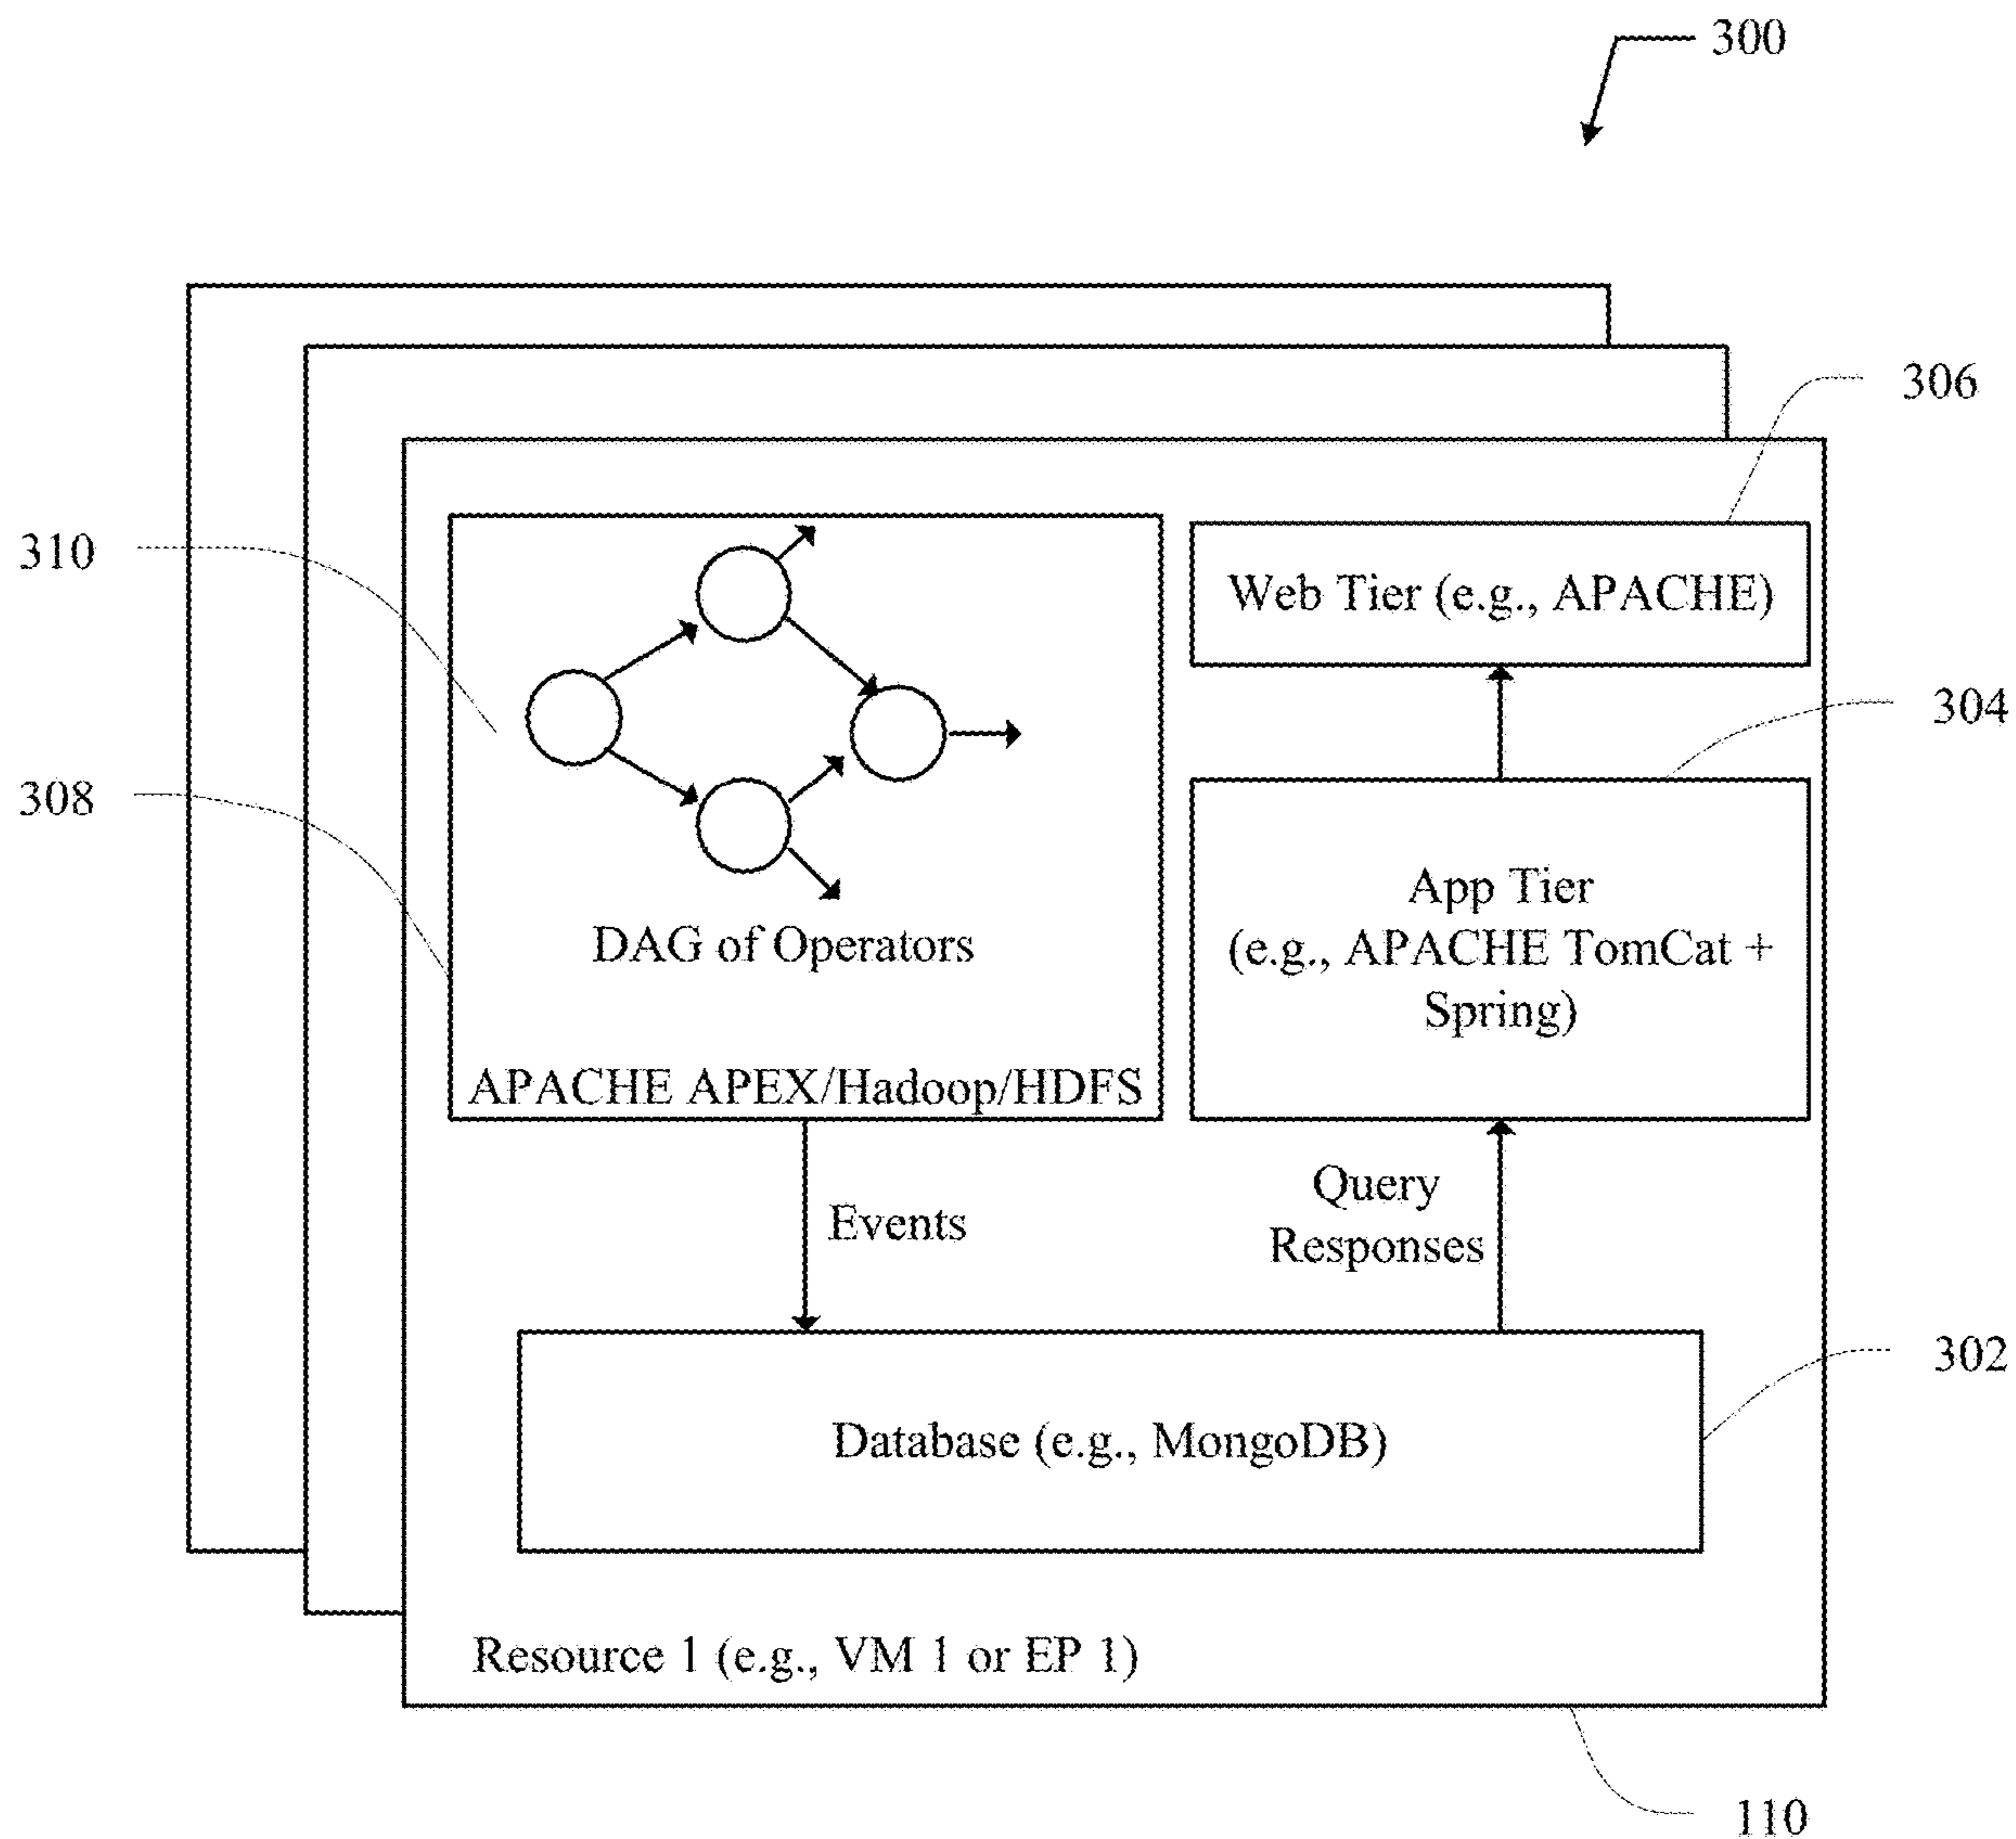 300
306
310
Web Tier (e.g., APACHE)
304
308
App Tier
(e.g., APACHE TomCat +
Spring)
DAG of Operators
APACHE APEX/Hadoop/HDFS
Query
Responses
Events
302
Database (e.g., MongoDB)
Resource 1 (e.g., VM 1 or EP 1)
110